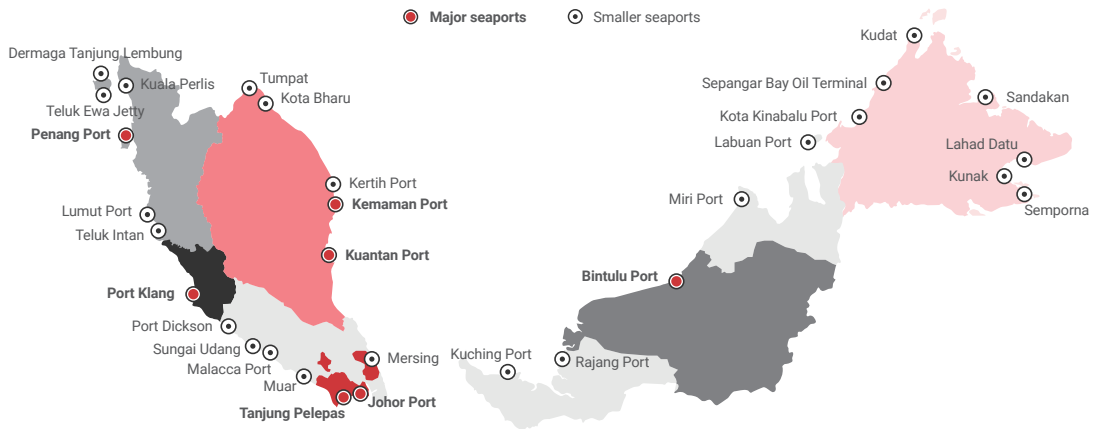 Major seaports
Smaller seaports
Dermaga Tanjung Lembung
Kuala Perlis
Teluk Ewa Jetty
Penang Port
Tumpat
Kota Bharu
Kertih Port
Kemaman Port
Lumut Port
Teluk Intan
Kuantan Port
Port Klang
Port Dickson
Sungai Udang
Malacca Port
Muar
Mersing
Tanjung Pelepas
Johor Port
Kudat
Sepangar Bay Oil Terminal
Sandakan
Kota Kinabalu Port
Labuan Port
Lahad Datu
Kunak
Semporna
Miri Port
Bintulu Port
Kuching Port
Rajang Port